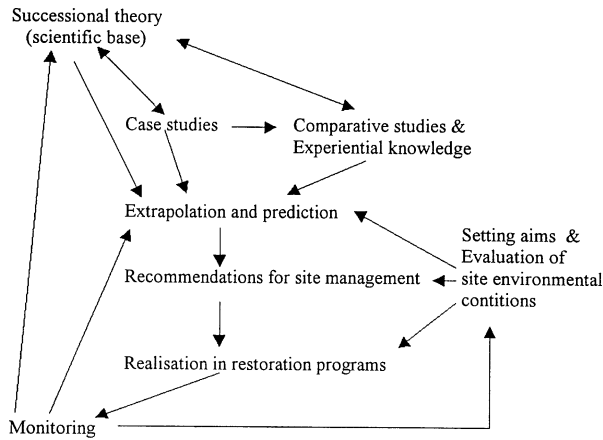 Successional theory
(scientific base)
Case studies
Comparative studies &
Experiential knowledge
Extrapolation and prediction
Setting aims &
Evaluation of
site environmental
contitions
Recommendations for site management
Realisation in restoration programs
Monitoring